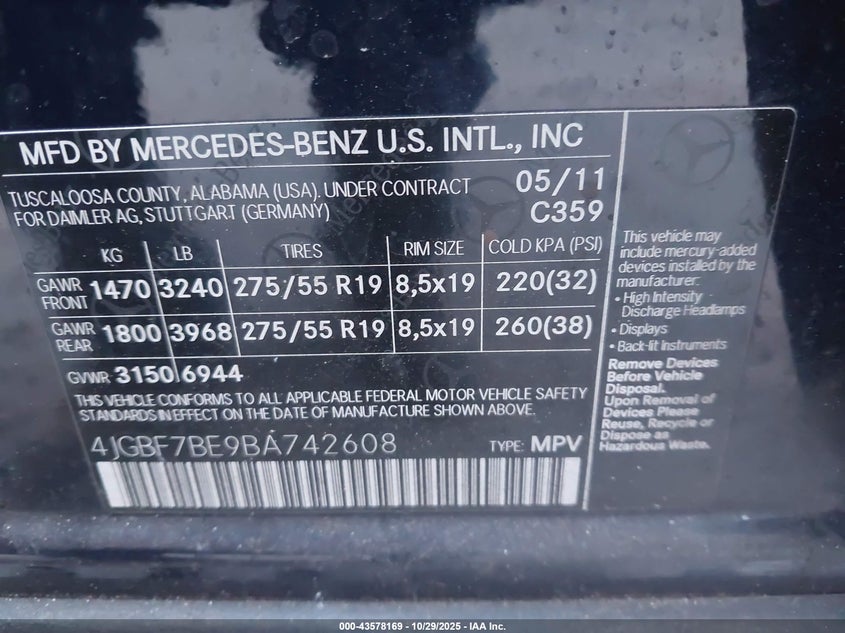 MFD BY MERCEDES-BENZ U.S. INTL., INC
TUSCALOOSA COUNTY, ALABAMA (USA). UNDER CONTRACT
FOR DAIMLER AG, STUTTGART (GERMANY)
05/11
C359
KG LB TIRES RIM SIZE COLD KPA (PSI)
GAWR FRONT 1470 3240 275/55 R19 8,5x19 220(32)
GAWR REAR 1800 3968 275/55 R19 8,5x19 260(38)
GVWR 3150 6944
THIS VEHICLE CONFORMS TO ALL APPLICABLE FEDERAL MOTOR VEHICLE SAFETY
STANDARDS IN EFFECT ON THE DATE OF MANUFACTURE SHOWN ABOVE.
4JGBF7BE9BA742608 TYPE: MPV
This vehicle may
include mercury-added
devices installed by the
manufacturer:
• High Intensity
Discharge Headlamps
• Displays
• Back-lit Instruments
Remove Devices
Before Vehicle
Disposal.
Upon Removal of
Devices Please
Reuse, Recycle or
Dispose as
Hazardous Waste.
000-43578169 - 10/29/2025 - IAA Inc.